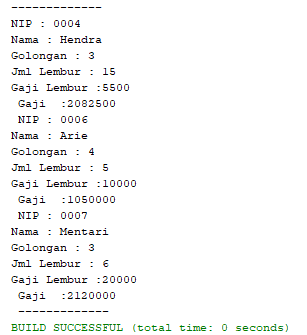 -------------
NIP : 0004
Nama : Hendra
Golongan : 3
Jml Lembur : 15
Gaji Lembur :5500
 Gaji  :2082500
 NIP : 0006
Nama : Arie
Golongan : 4
Jml Lembur : 5
Gaji Lembur :10000
 Gaji  :1050000
 NIP : 0007
Nama : Mentari
Golongan : 3
Jml Lembur : 6
Gaji Lembur :20000
 Gaji  :2120000
 -------------
BUILD SUCCESSFUL (total time: 0 seconds)